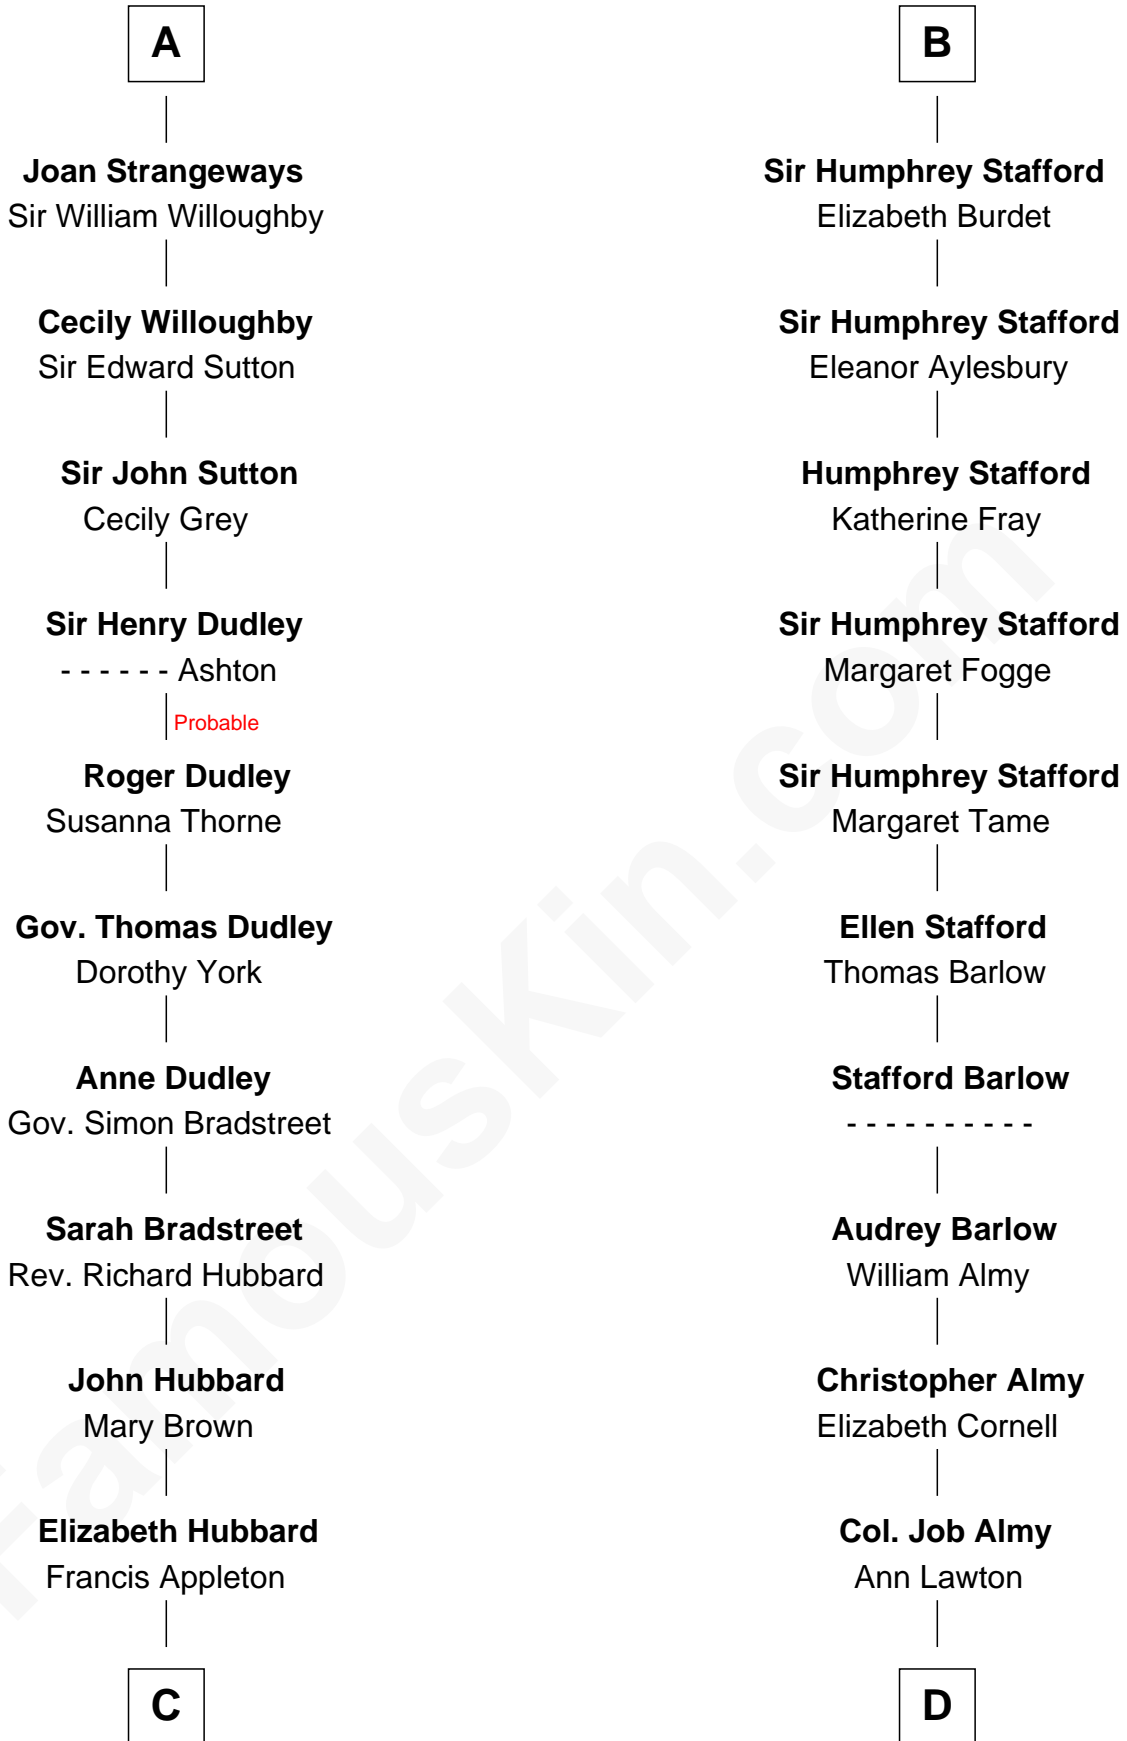 A
Joan Strangeways
Sir William Willoughby
Cecily Willoughby
Sir Edward Sutton
Sir John Sutton
Cecily Grey
Sir Henry Dudley
- - - - - - Ashton
Probable
Roger Dudley
Susanna Thorne
Gov. Thomas Dudley
Dorothy York
Anne Dudley
Gov. Simon Bradstreet
Sarah Bradstreet
Rev. Richard Hubbard
John Hubbard
Mary Brown
Elizabeth Hubbard
Francis Appleton
C
B
Sir Humphrey Stafford
Elizabeth Burdet
Sir Humphrey Stafford
Eleanor Aylesbury
Humphrey Stafford
Katherine Fray
Sir Humphrey Stafford
Margaret Fogge
Sir Humphrey Stafford
Margaret Tame
Ellen Stafford
Thomas Barlow
Stafford Barlow
- - - - - - - - - -
Audrey Barlow
William Almy
Christopher Almy
Elizabeth Cornell
Col. Job Almy
Ann Lawton
D
FamousKin.com